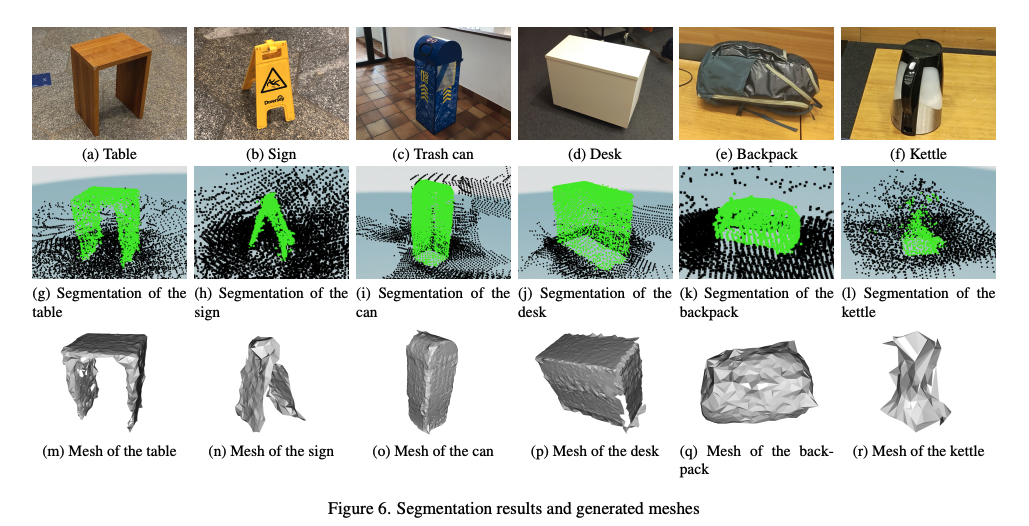 (a) Table
(b) Sign
(c) Trash can
(d) Desk
(e) Backpack
(f) Kettle
(g) Segmentation of the
table
(h) Segmentation of the
sign
(i) Segmentation of the
can
(j) Segmentation of the
desk
(k) Segmentation of the
backpack
(l) Segmentation of the
kettle
(m) Mesh of the table
(n) Mesh of the sign
(o) Mesh of the can
(p) Mesh of the desk
(q) Mesh of the back-
pack
(r) Mesh of the kettle
Figure 6. Segmentation results and generated meshes